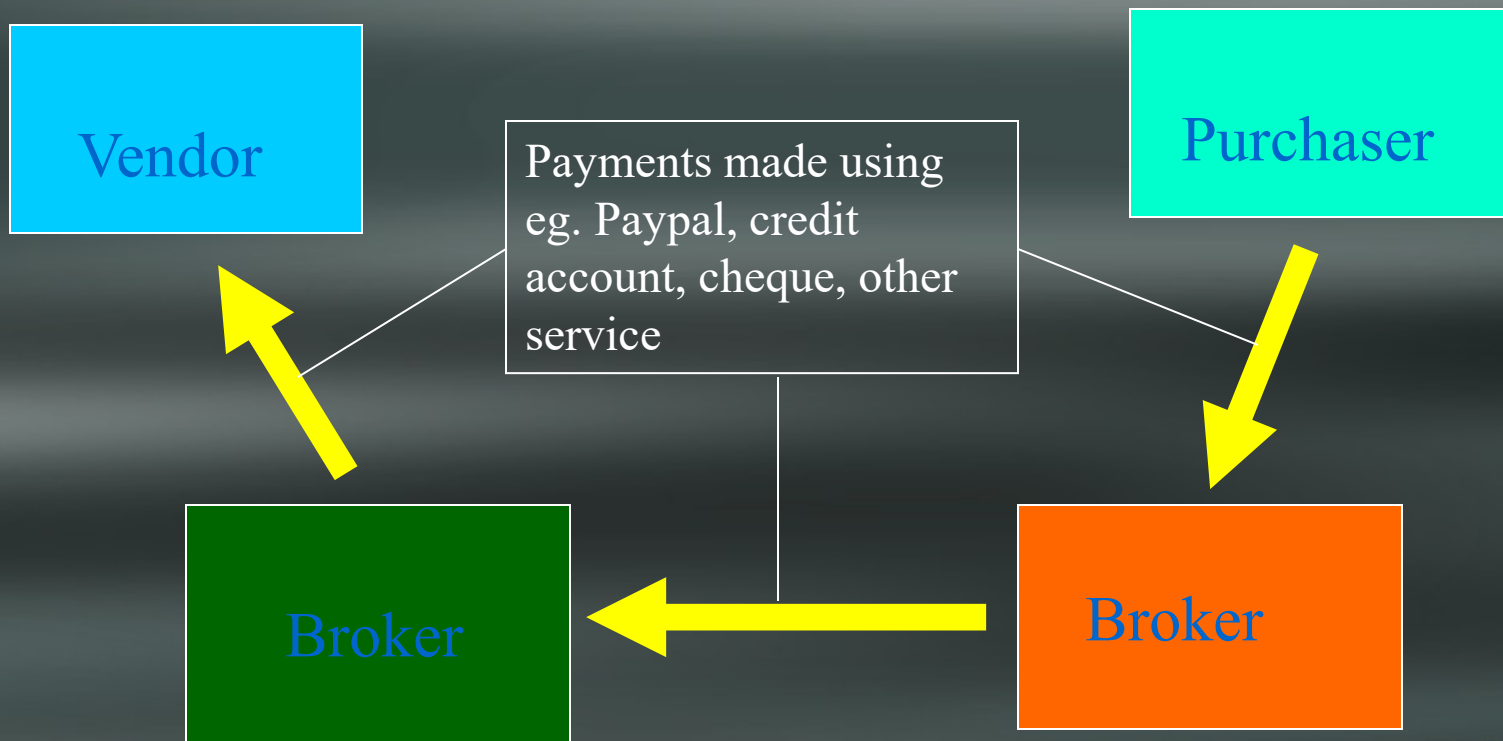 Vendor
Purchaser
Payments made using
eg. Paypal, credit
account, cheque, other
service
Broker
Broker